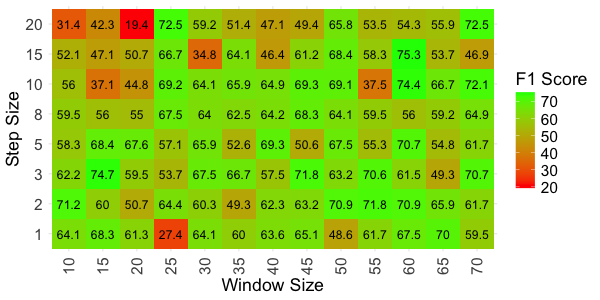 20 31.4 42.3 19.4 72.5 59.2 51.4 47.1 49.4 65.8 53.5 54.3 55.9 72.5
15 52.1 47.1 50.7 66.7 34.8 64.1 46.4 61.2 68.4 58.3 75.3 53.7 46.9
10 56 37.1 44.8 69.2 64.1 65.9 64.9 69.3 69.1 37.5 74.4 66.7 72.1
8 59.5 56 55 67.5 64 62.5 64.2 68.3 64.1 59.5 56 59.2 64.9
5 58.3 68.4 67.6 57.1 65.9 52.6 69.3 50.6 67.5 55.3 70.7 54.8 61.7
3 62.2 74.7 59.5 53.7 67.5 66.7 57.5 71.8 63.2 70.6 61.5 49.3 70.7
2 71.2 60 50.7 64.4 60.3 49.3 62.3 63.2 70.9 71.8 70.9 65.9 61.7
1 64.1 68.3 61.3 27.4 64.1 60 63.6 65.1 48.6 61.7 67.5 70 59.5
10 15 20 25 30 35 40 45 50 55 60 65 70
Window Size
Step Size
F1 Score
70
60
50
40
30
20